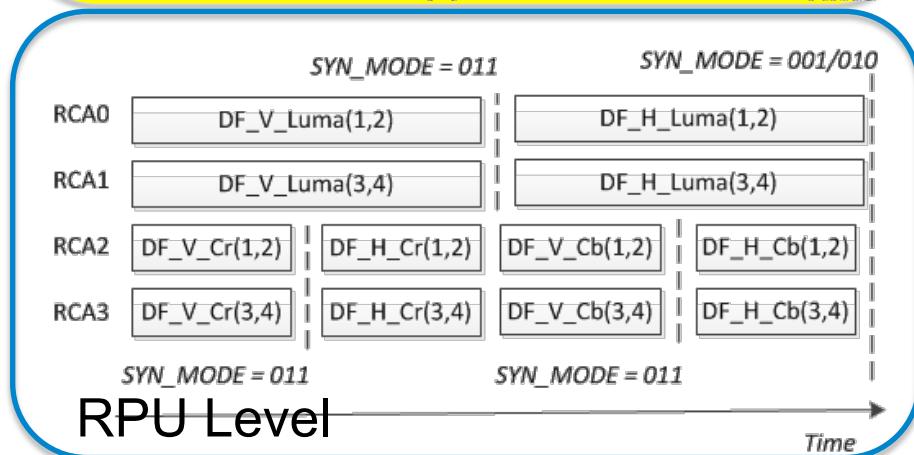 SYN_MODE = 011 SYN_MODE = 001/010
RCA0 DF_V_Luma(1,2) DF_H_Luma(1,2)
RCA1 DF_V_Luma(3,4) DF_H_Luma(3,4)
RCA2 DF_V_Cr(1,2) DF_H_Cr(1,2) DF_V_Cb(1,2) DF_H_Cb(1,2)
RCA3 DF_V_Cr(3,4) DF_H_Cr(3,4) DF_V_Cb(3,4) DF_H_Cb(3,4)
SYN_MODE = 011 SYN_MODE = 011
RPU Level
Time